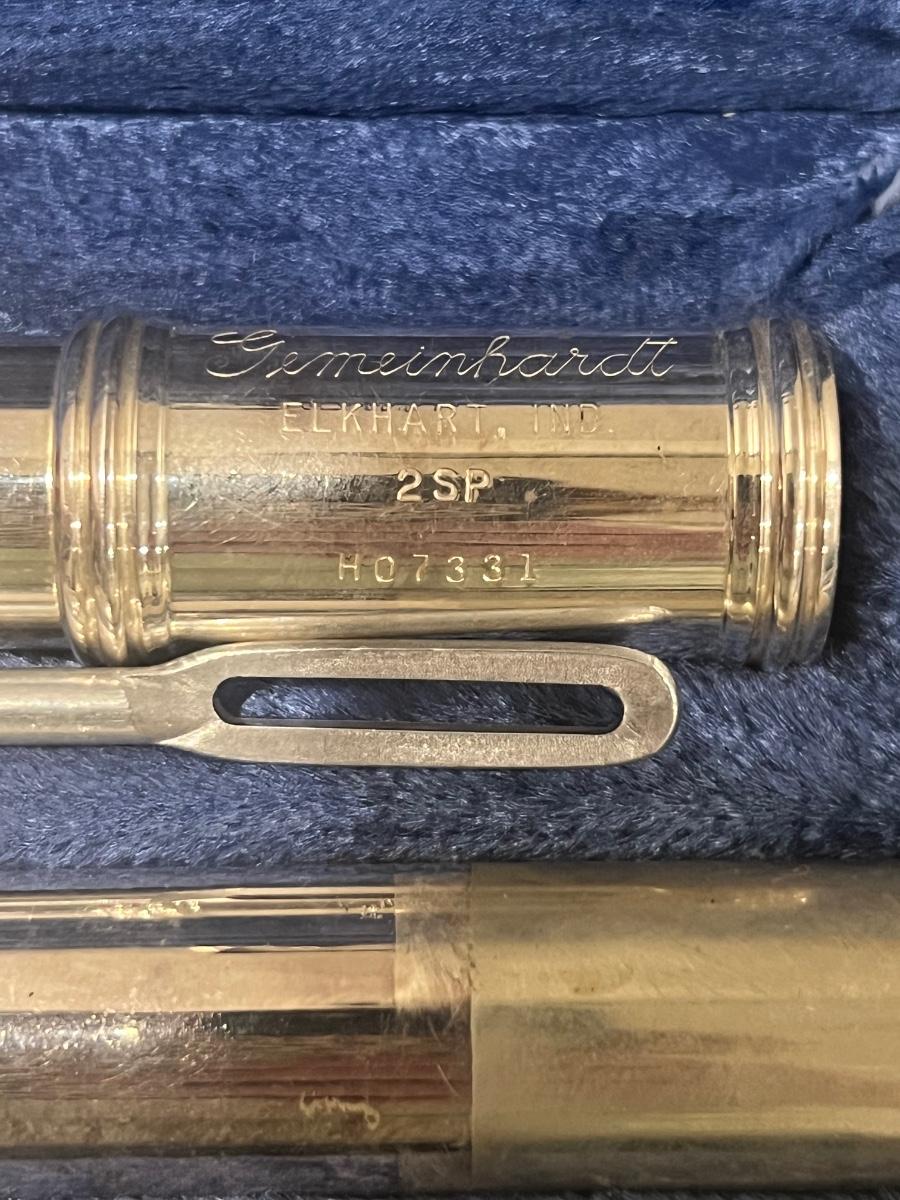 Gemeinhardt
ELKHART, IND.
2SP
H07331